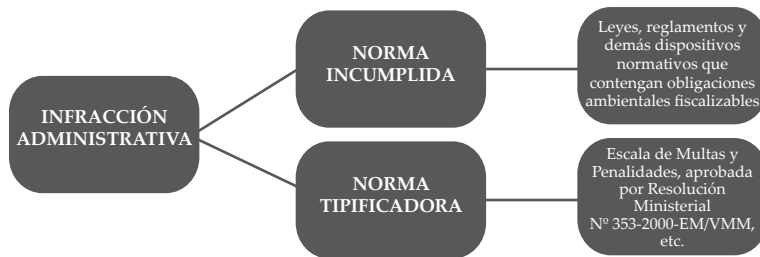 INFRACCIÓN
ADMINISTRATIVA
NORMA
INCUMPLIDA
Leyes, reglamentos y
demás dispositivos
normativos que
contengan obligaciones
ambientales fiscalizables
NORMA
TIPIFICADORA
Escala de Multas y
Penalidades, aprobada
por Resolución
Ministerial
Nº 353-2000-EM/VMM,
etc.